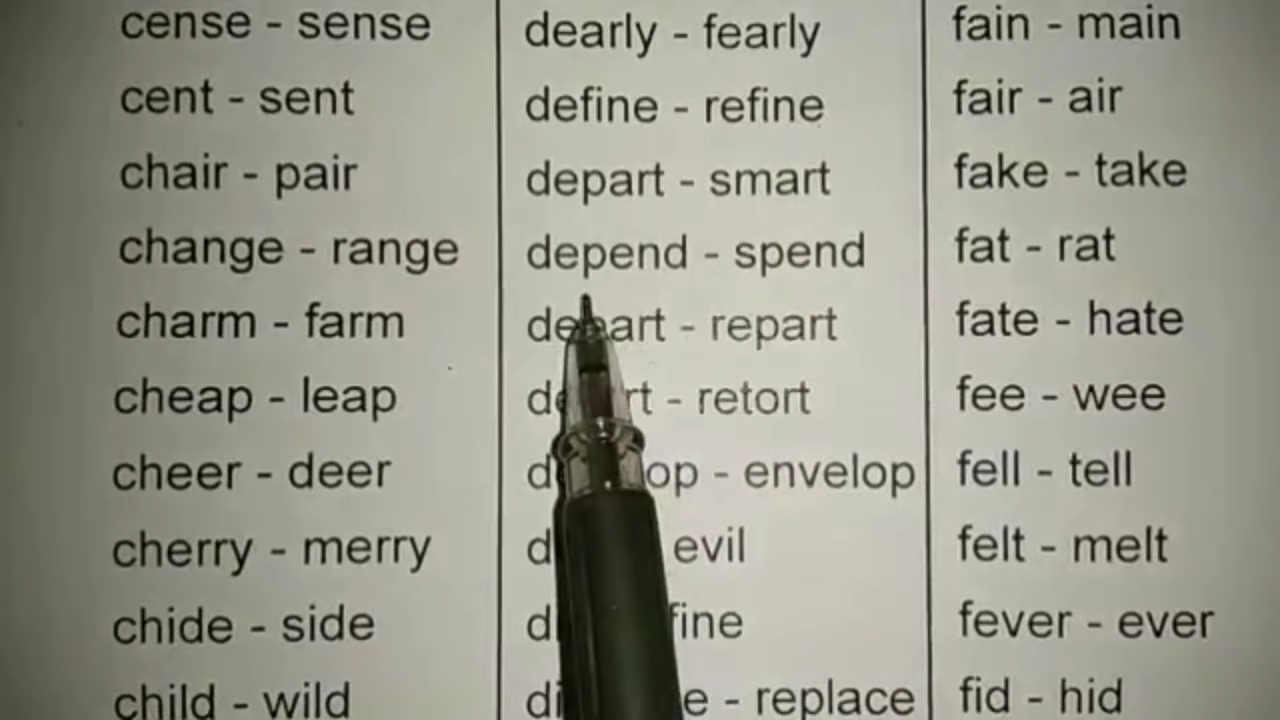 cense - sense
cent - sent
chair - pair
change - range
charm - farm
cheap - leap
cheer - deer
cherry - merry
chide - side
child - wild
dearly - fearly
define - refine
depart - smart
depend - spend
- repart
- retort
- envelop
evil
fine
- replace
fain - main
fair - air
fake - take
fat - rat
fate - hate
fee - wee
fell - tell
felt - melt
fever - ever
fid - hid